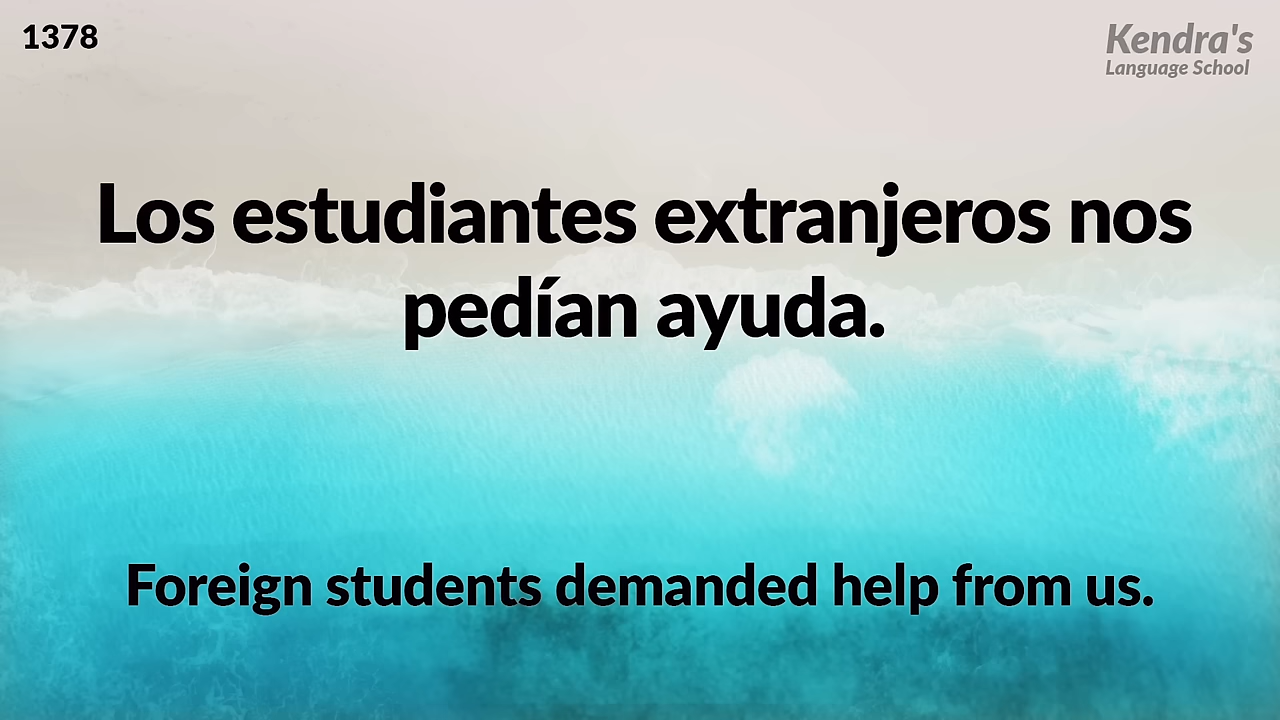 1378
Kendra's
Language School
Los estudiantes extranjeros nos
pedían ayuda.
Foreign students demanded help from us.